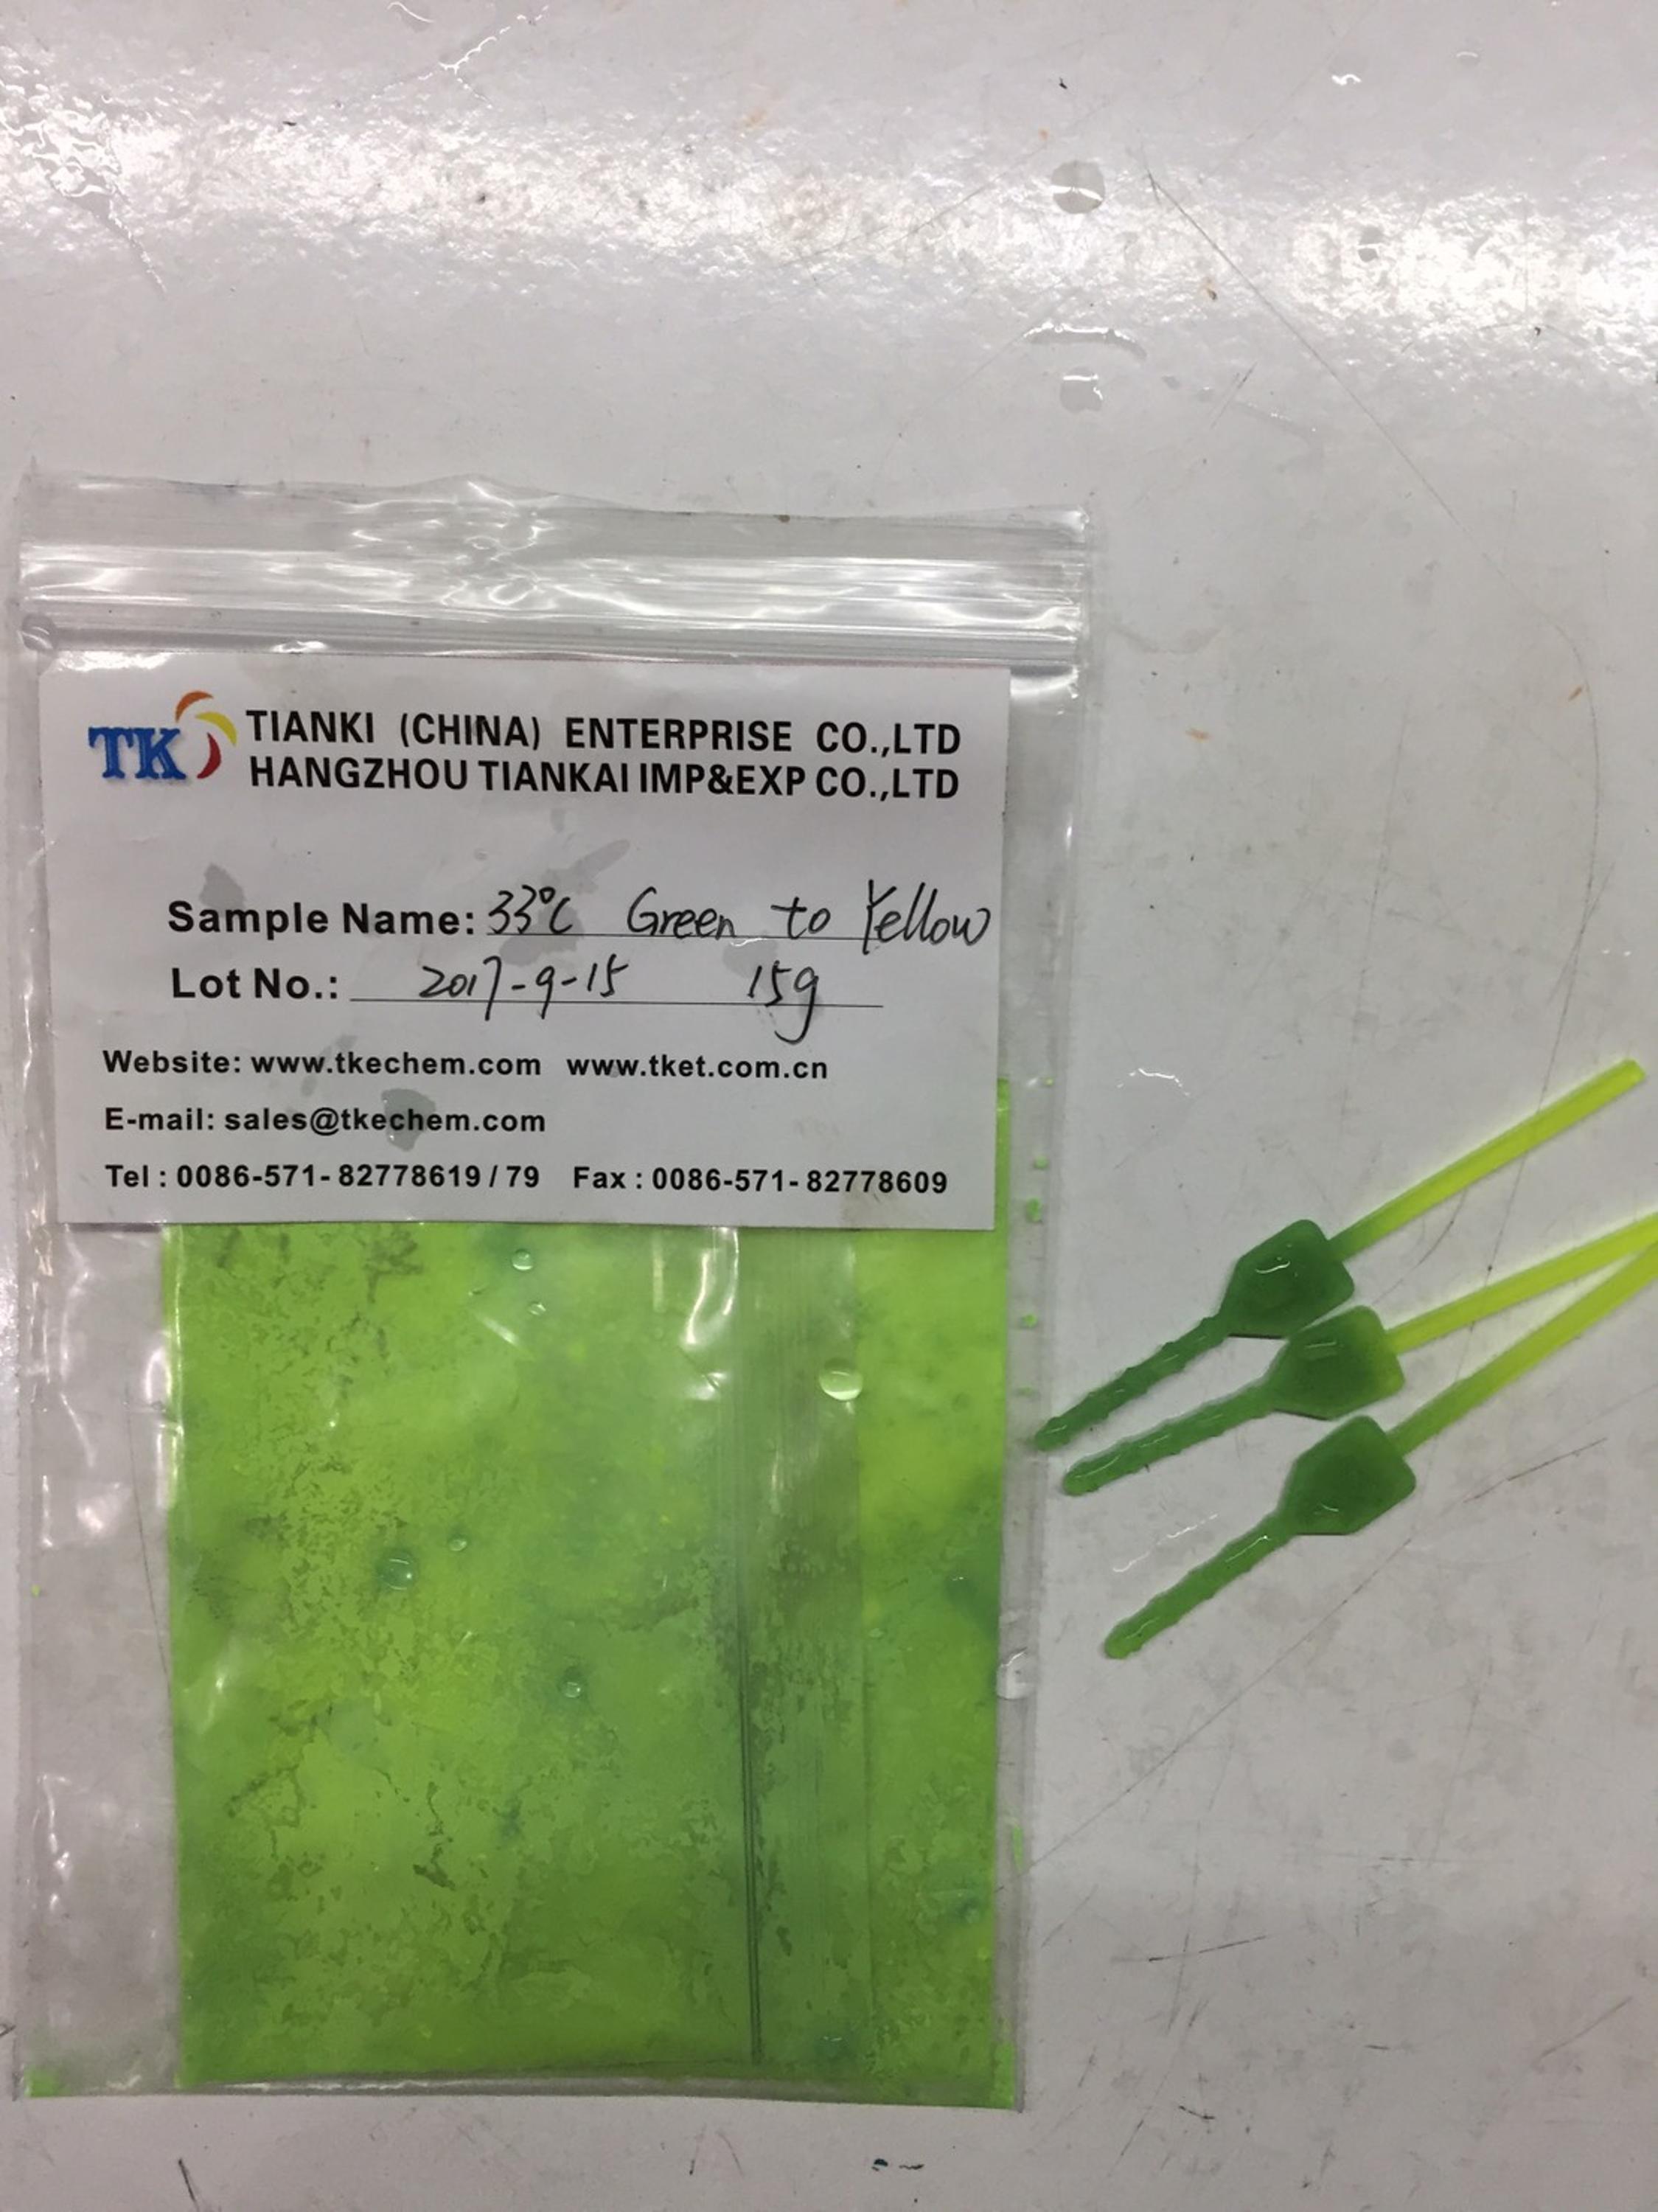 TK TIANKI (CHINA) ENTERPRISE CO.,LTD
HANGZHOU TIANKAI IMP&EXP CO.,LTD
Sample Name: 33°C Green to Yellow
Lot No.: 2017-9-15 15g
Website: www.tkechem.com www.tket.com.cn
E-mail: sales@tkechem.com
Tel : 0086-571- 82778619 / 79 Fax : 0086-571- 82778609